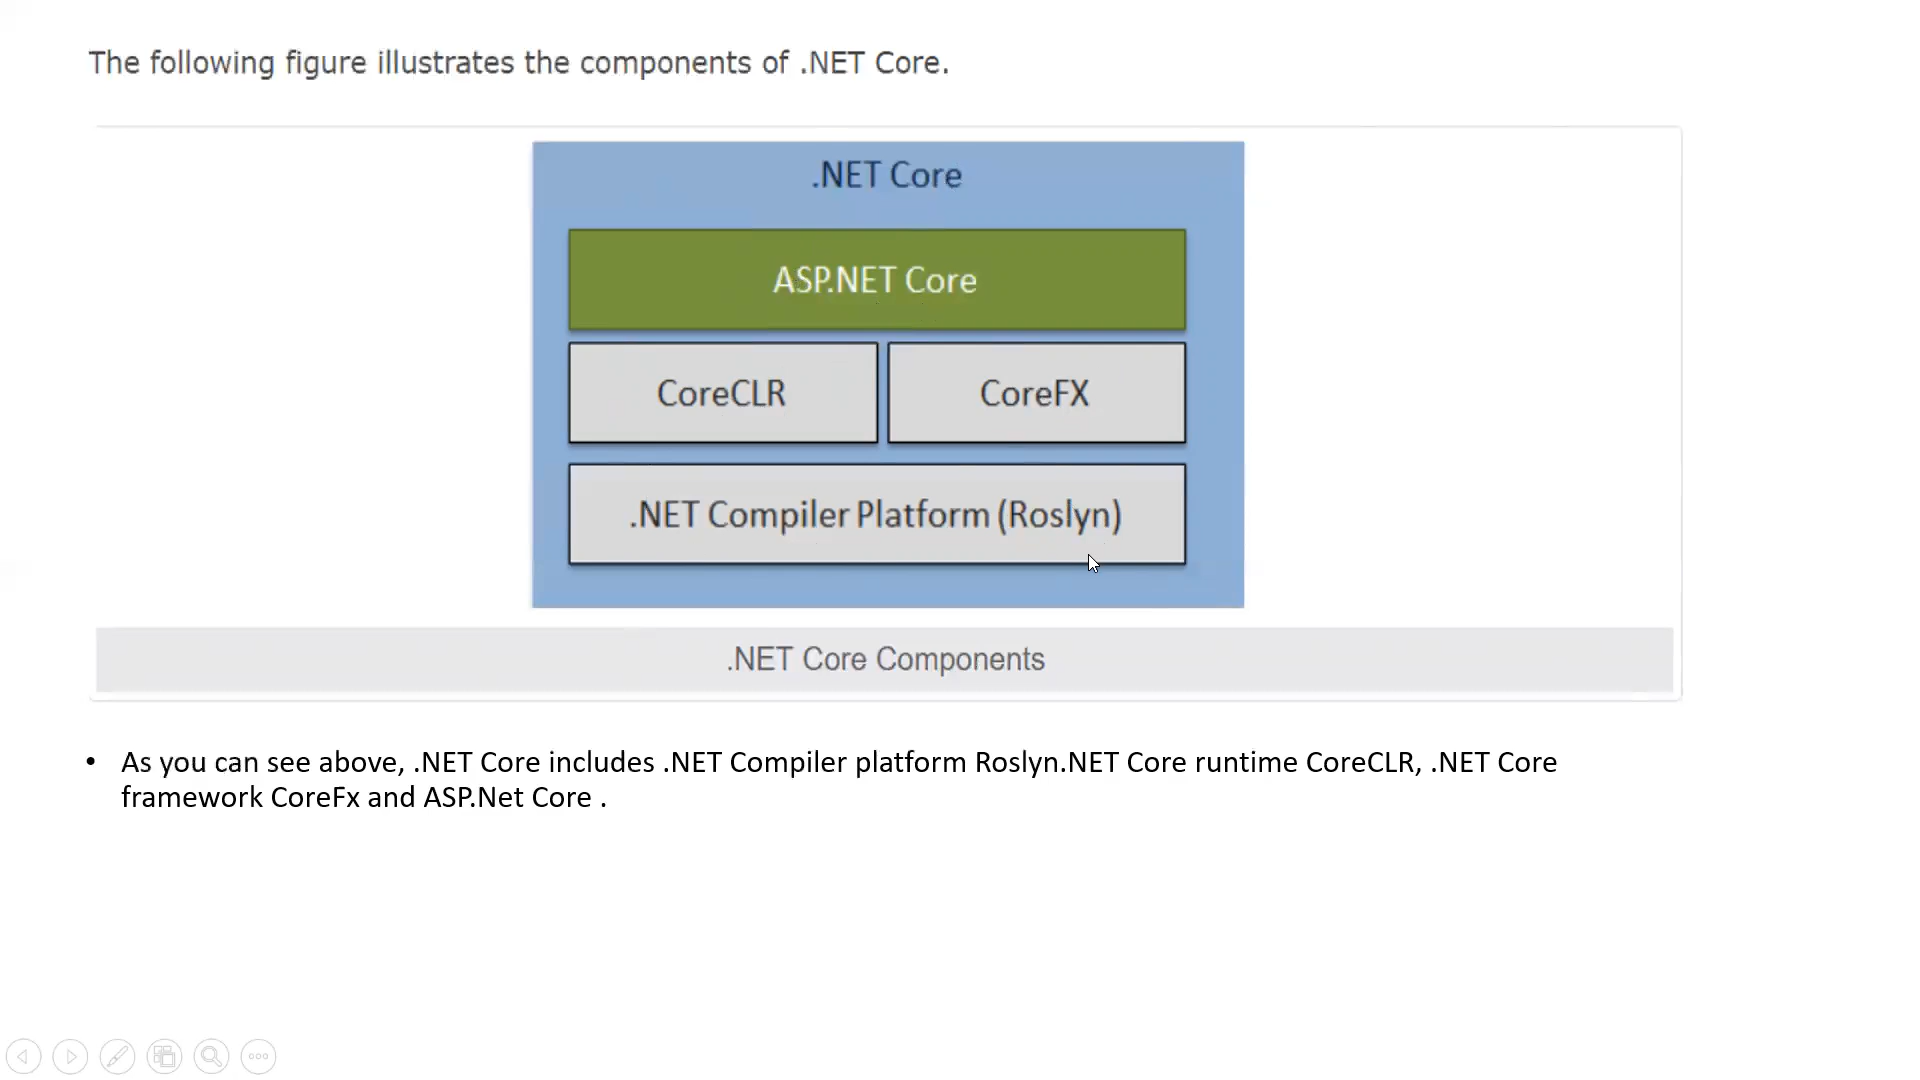 The following figure illustrates the components of .NET Core.
.NET Core
ASP.NET Core
CoreCLR
CoreFX
.NET Compiler Platform (Roslyn)
.NET Core Components
• As you can see above, .NET Core includes .NET Compiler platform Roslyn.NET Core runtime CoreCLR, .NET Core
framework CoreFx and ASP.Net Core .